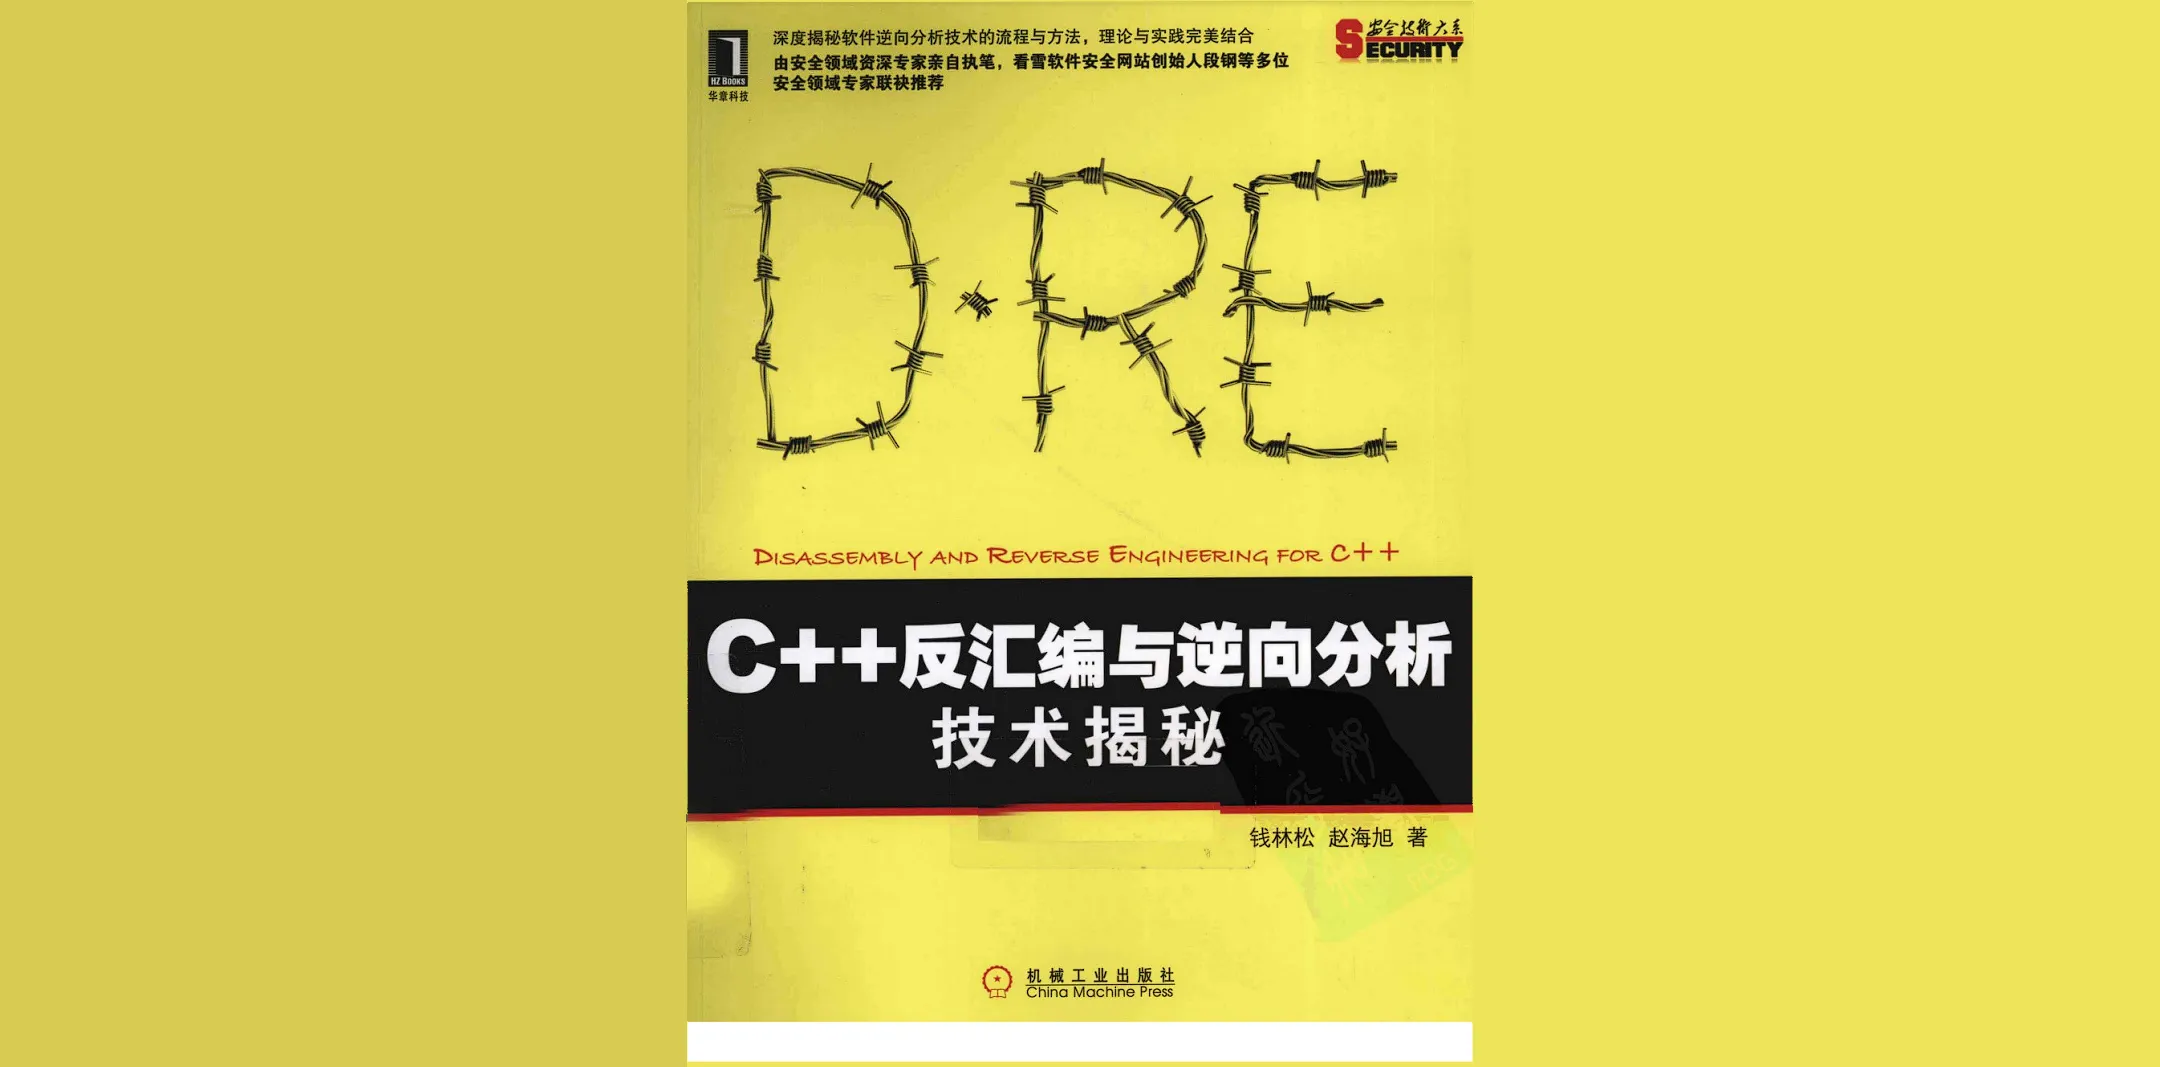 深度揭秘软件逆向分析技术的流程与方法，理论与实践完美结合
由安全领域资深专家亲自执笔，看雪软件安全网站创始人段钢等多位
安全领域专家联袂推荐
HZ BOOKS
华章科技
安全技術大系
SECURITY
D·RE
DISASSEMBLY AND REVERSE ENGINEERING FOR C++
C++反汇编与逆向分析
技术揭秘
钱林松 赵海旭 著
机械工业出版社
China Machine Press